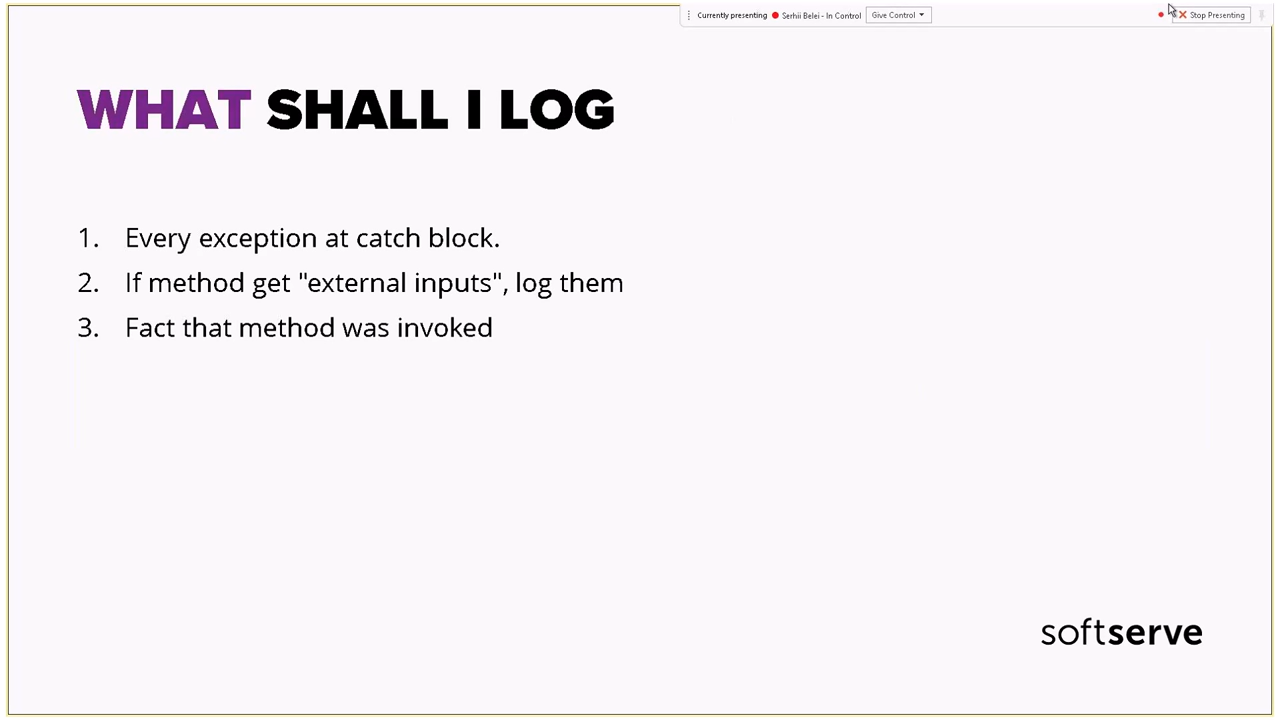 Currently presenting Serhii Belei - In Control Give Control Stop Presenting
WHAT SHALL I LOG
1. Every exception at catch block.
2. If method get "external inputs", log them
3. Fact that method was invoked
softserve